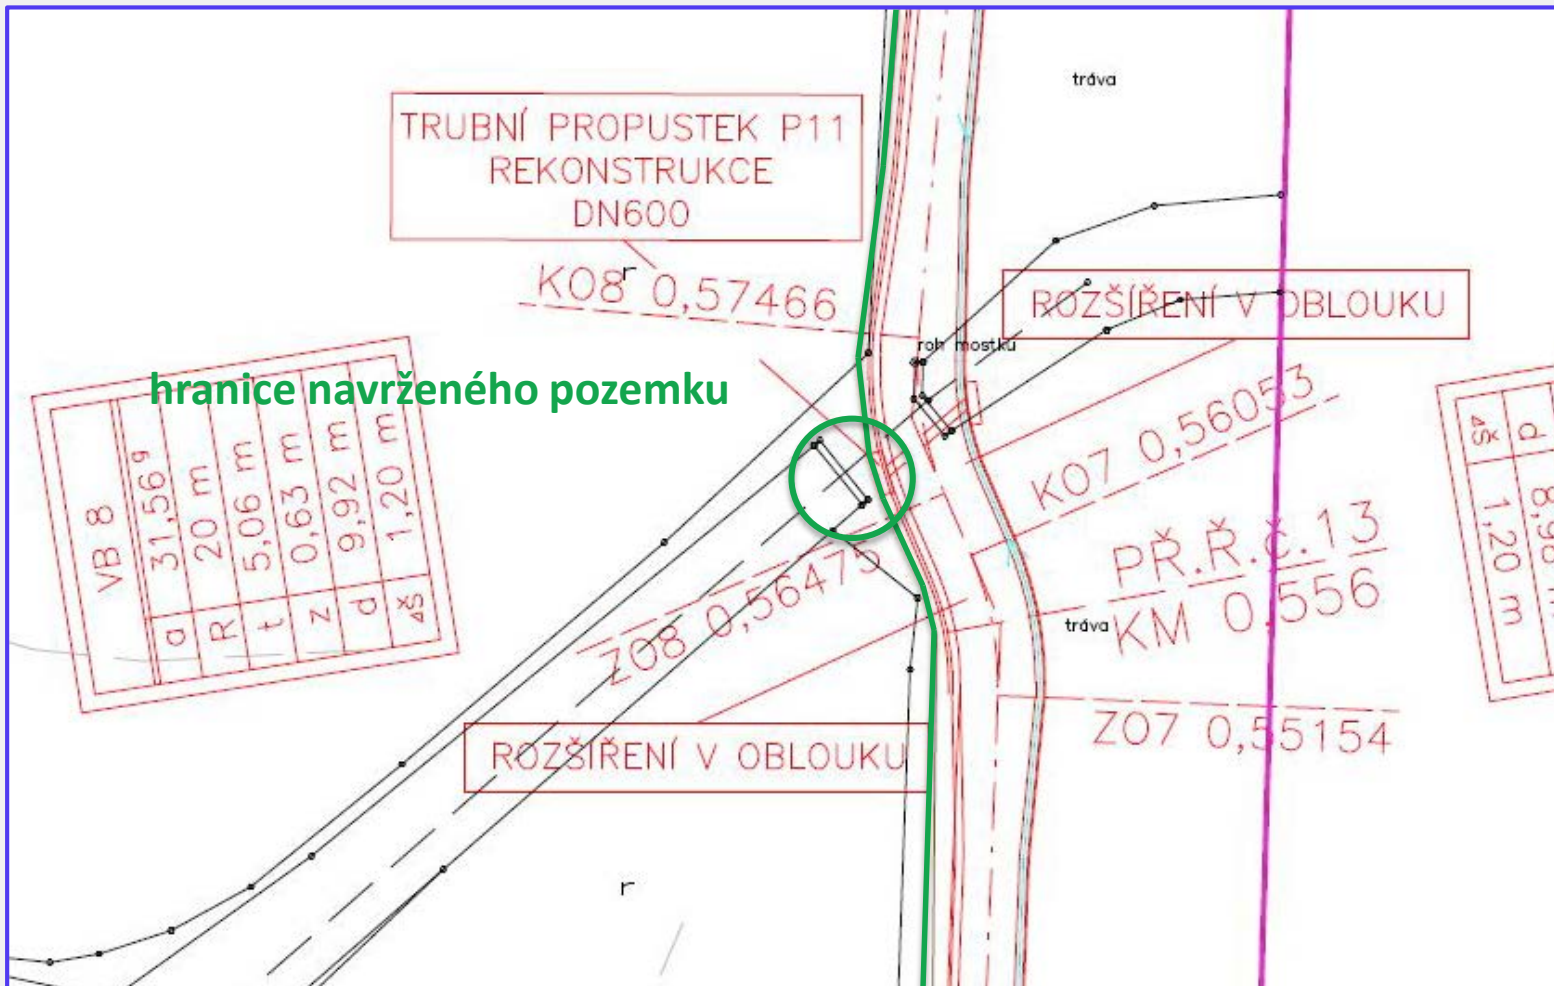 tráva
TRUBNÍ PROPUSTEK P11
REKONSTRUKCE
DN600
r
KO8 0,57466
ROZŠÍŘENÍ V OBLOUKU
roh mostku
hranice navrženého pozemku
VB 8
α 31,56ᵍ
R 20 m
t 5,06 m
z 0,63 m
d 9,92 m
ΔŠ 1,20 m
KO7 0,56053
PŘ.Ř.č.13
KM 0,556
tráva
ZO8 0,56475
ZO7 0,55154
ROZŠÍŘENÍ V OBLOUKU
r
d
ΔŠ 1,20 m